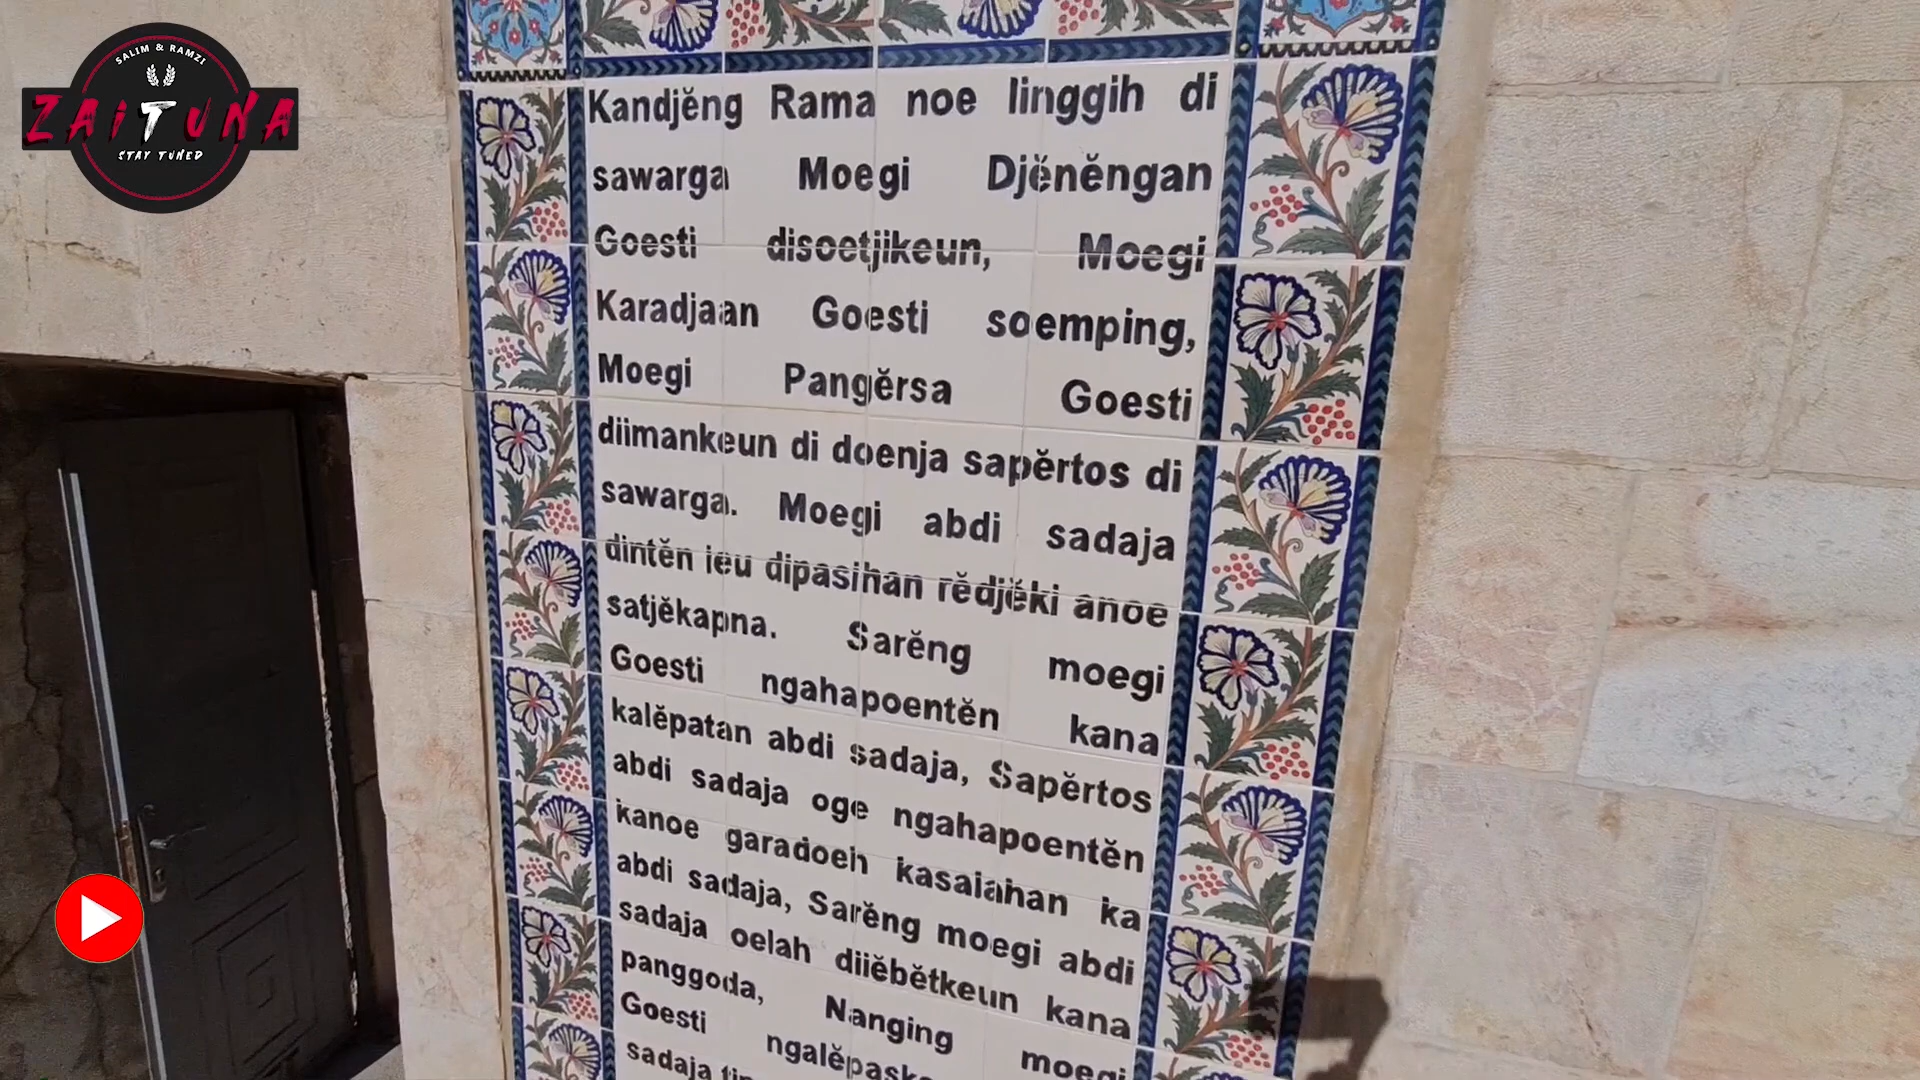 SALIM & RAMZI
ZAITUNA
STAY TUNED
Kandjĕng Rama noe linggih di
sawarga Moegi Djĕnĕngan
Goesti disoetjikeun, Moegi
Karadjaan Goesti soemping,
Moegi Pangĕrsa Goesti
diimankeun di doenja sapĕrtos di
sawarga. Moegi abdi sadaja
dintĕn ieu dipasihan rĕdjĕki anoe
satjĕkapna. Sarĕng moegi
Goesti ngahapoentĕn kana
kalĕpatan abdi sadaja, Sapĕrtos
abdi sadaja oge ngahapoentĕn
kanoe garadoeh kasalahan ka
abdi sadaja, Sarĕng moegi abdi
sadaja oelah diiĕbĕtkeun kana
panggoda, Nanging moegi
Goesti
sadaja